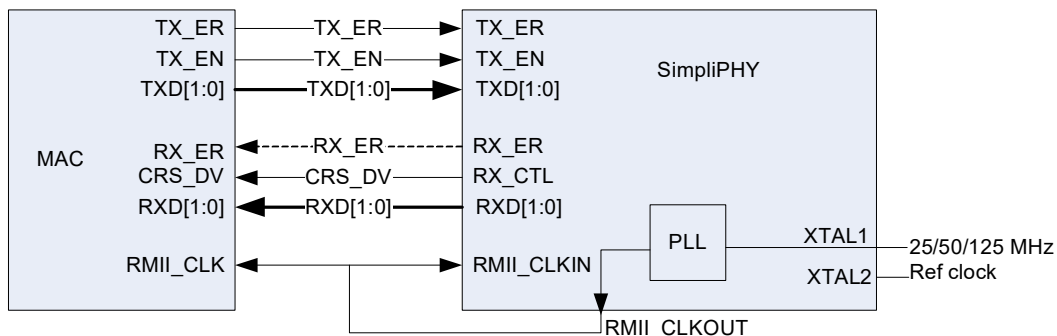 TX_ER TX_ER TX_ER
TX_EN TX_EN TX_EN
SimpliPHY
TXD[1:0] TXD[1:0] TXD[1:0]
MAC
RX_ER RX_ER RX_ER
CRS_DV CRS_DV RX_CTL
RXD[1:0] RXD[1:0] RXD[1:0]
PLL
XTAL1
25/50/125 MHz
RMII_CLK RMII_CLKIN
XTAL2
Ref clock
RMII_CLKOUT